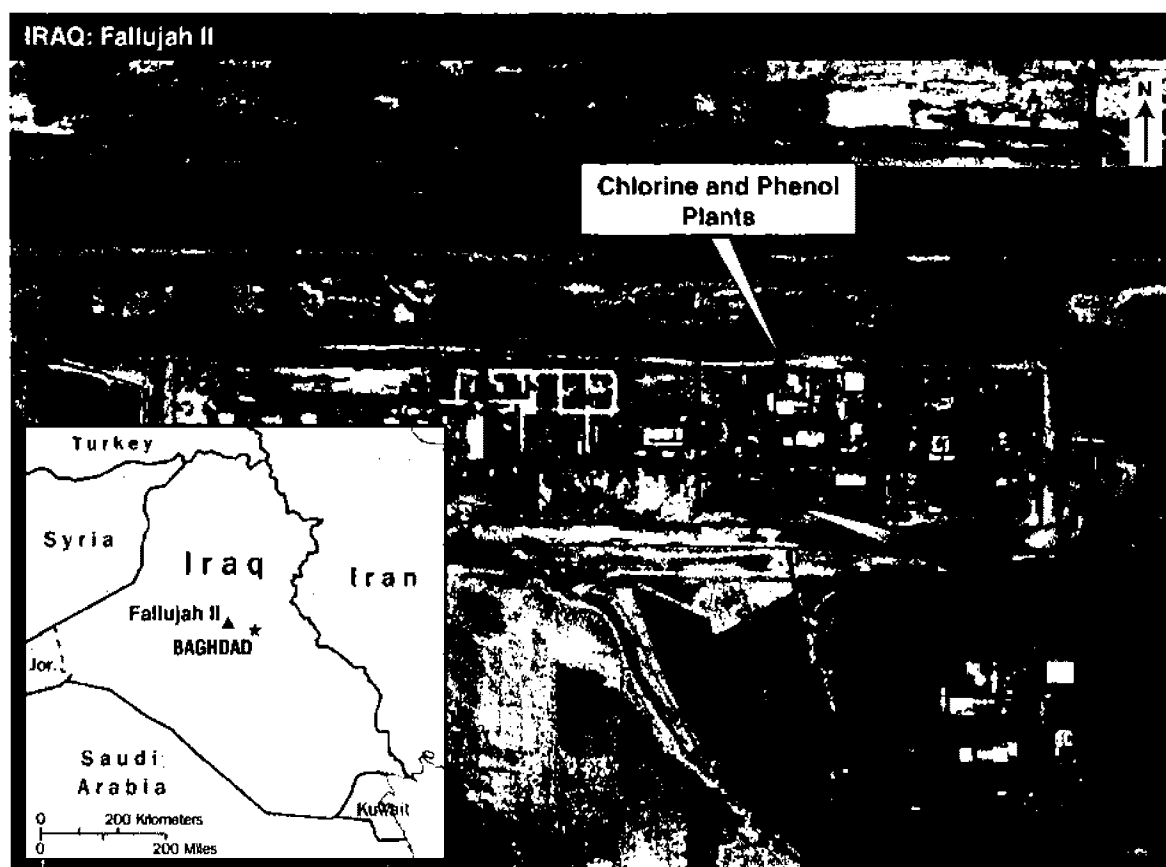 IRAQ: Fallujah II
N
Chlorine and Phenol
Plants
Turkey
Syria
Iraq
Iran
Fallujah II
BAGHDAD
Jor.
Saudi
Arabia
Kuwait
0 200 Kilometers
0 200 Miles